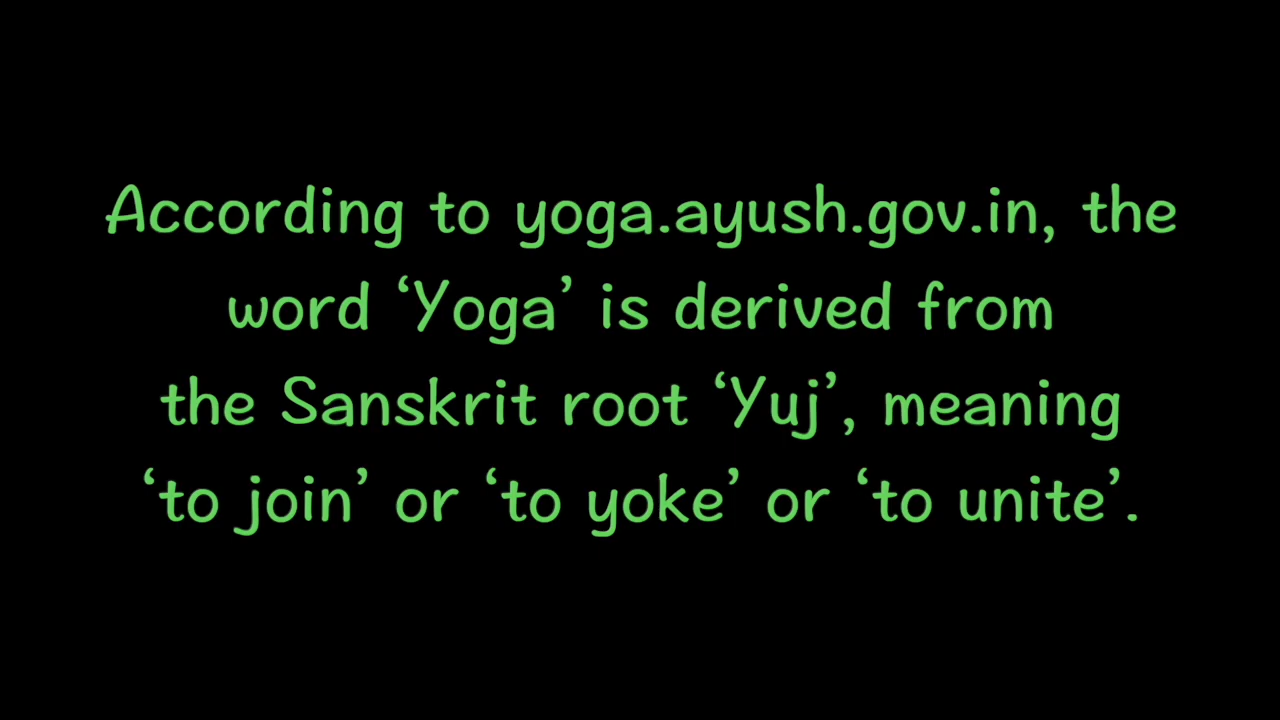 According to yoga.ayush.gov.in, the
word ‘Yoga’ is derived from
the Sanskrit root ‘Yuj’, meaning
‘to join’ or ‘to yoke’ or ‘to unite’.